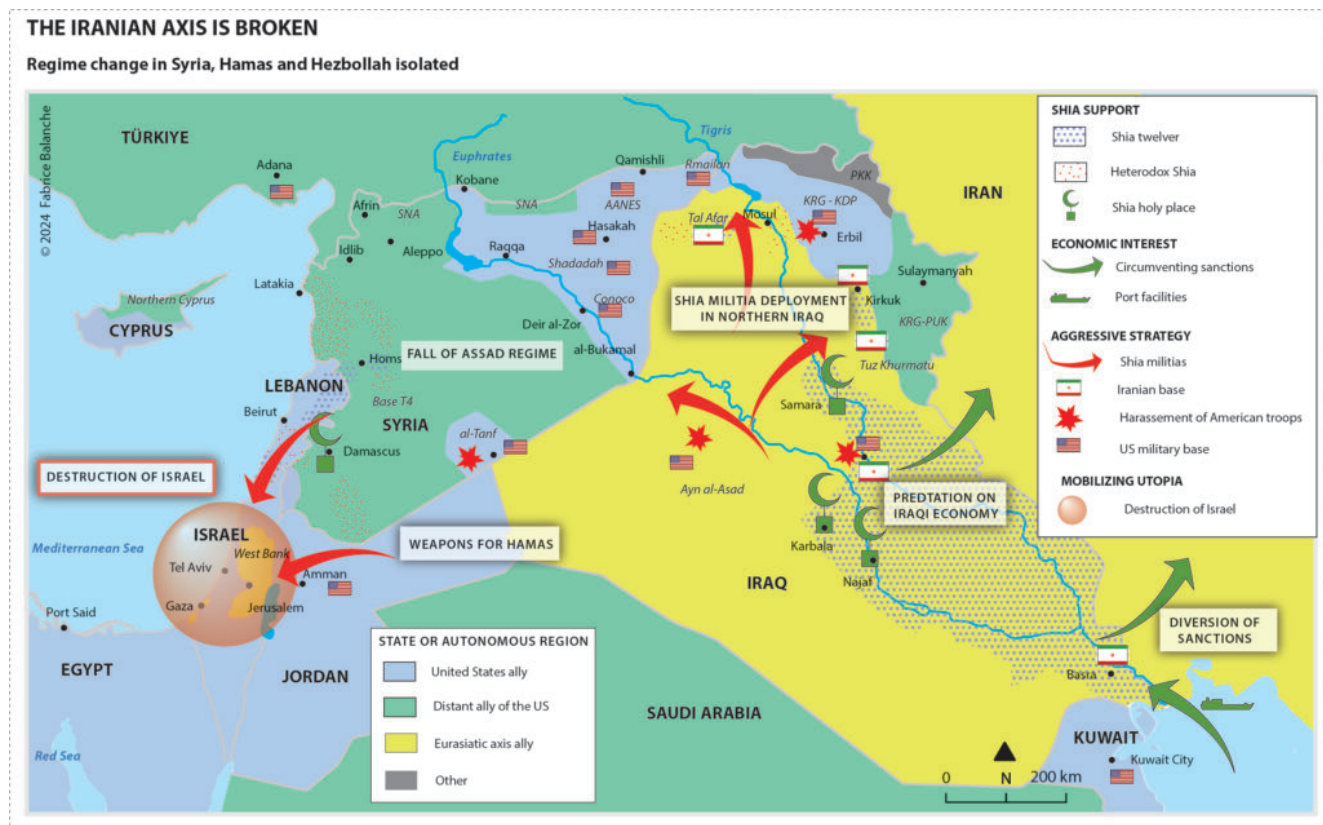 THE IRANIAN AXIS IS BROKEN
Regime change in Syria, Hamas and Hezbollah isolated
© 2024 Fabrice Balanche
TÜRKIYE
Adana
Euphrates
Tigris
Kobane
Qamishli
Rmailan
PKK
IRAN
Afrin
SNA
SNA
AANES
Tal Afar
Mosul
KRG - KDP
Erbil
Hasakah
Idlib
Aleppo
Raqqa
Shadadah
Sulaymanyah
Latakia
Northern Cyprus
CYPRUS
Conoco
Deir al-Zor
SHIA MILITIA DEPLOYMENT
IN NORTHERN IRAQ
Kirkuk
KRG-PUK
FALL OF ASSAD REGIME
al-Bukamal
Homs
Tuz Khurmatu
LEBANON
Base T4
Beirut
SYRIA
Samara
al-Tanf
Damascus
DESTRUCTION OF ISRAEL
Ayn al-Asad
PREDTATION ON
IRAQI ECONOMY
ISRAEL
West Bank
WEAPONS FOR HAMAS
Mediterranean Sea
Tel Aviv
Amman
Karbala
Najaf
IRAQ
Gaza
Jerusalem
Port Said
EGYPT
JORDAN
DIVERSION OF
SANCTIONS
Basra
SAUDI ARABIA
KUWAIT
Kuwait City
Red Sea
0 N 200 km
SHIA SUPPORT
Shia twelver
Heterodox Shia
Shia holy place
ECONOMIC INTEREST
Circumventing sanctions
Port facilities
AGGRESSIVE STRATEGY
Shia militias
Iranian base
Harassement of American troops
US military base
MOBILIZING UTOPIA
Destruction of Israel
STATE OR AUTONOMOUS REGION
United States ally
Distant ally of the US
Eurasiatic axis ally
Other